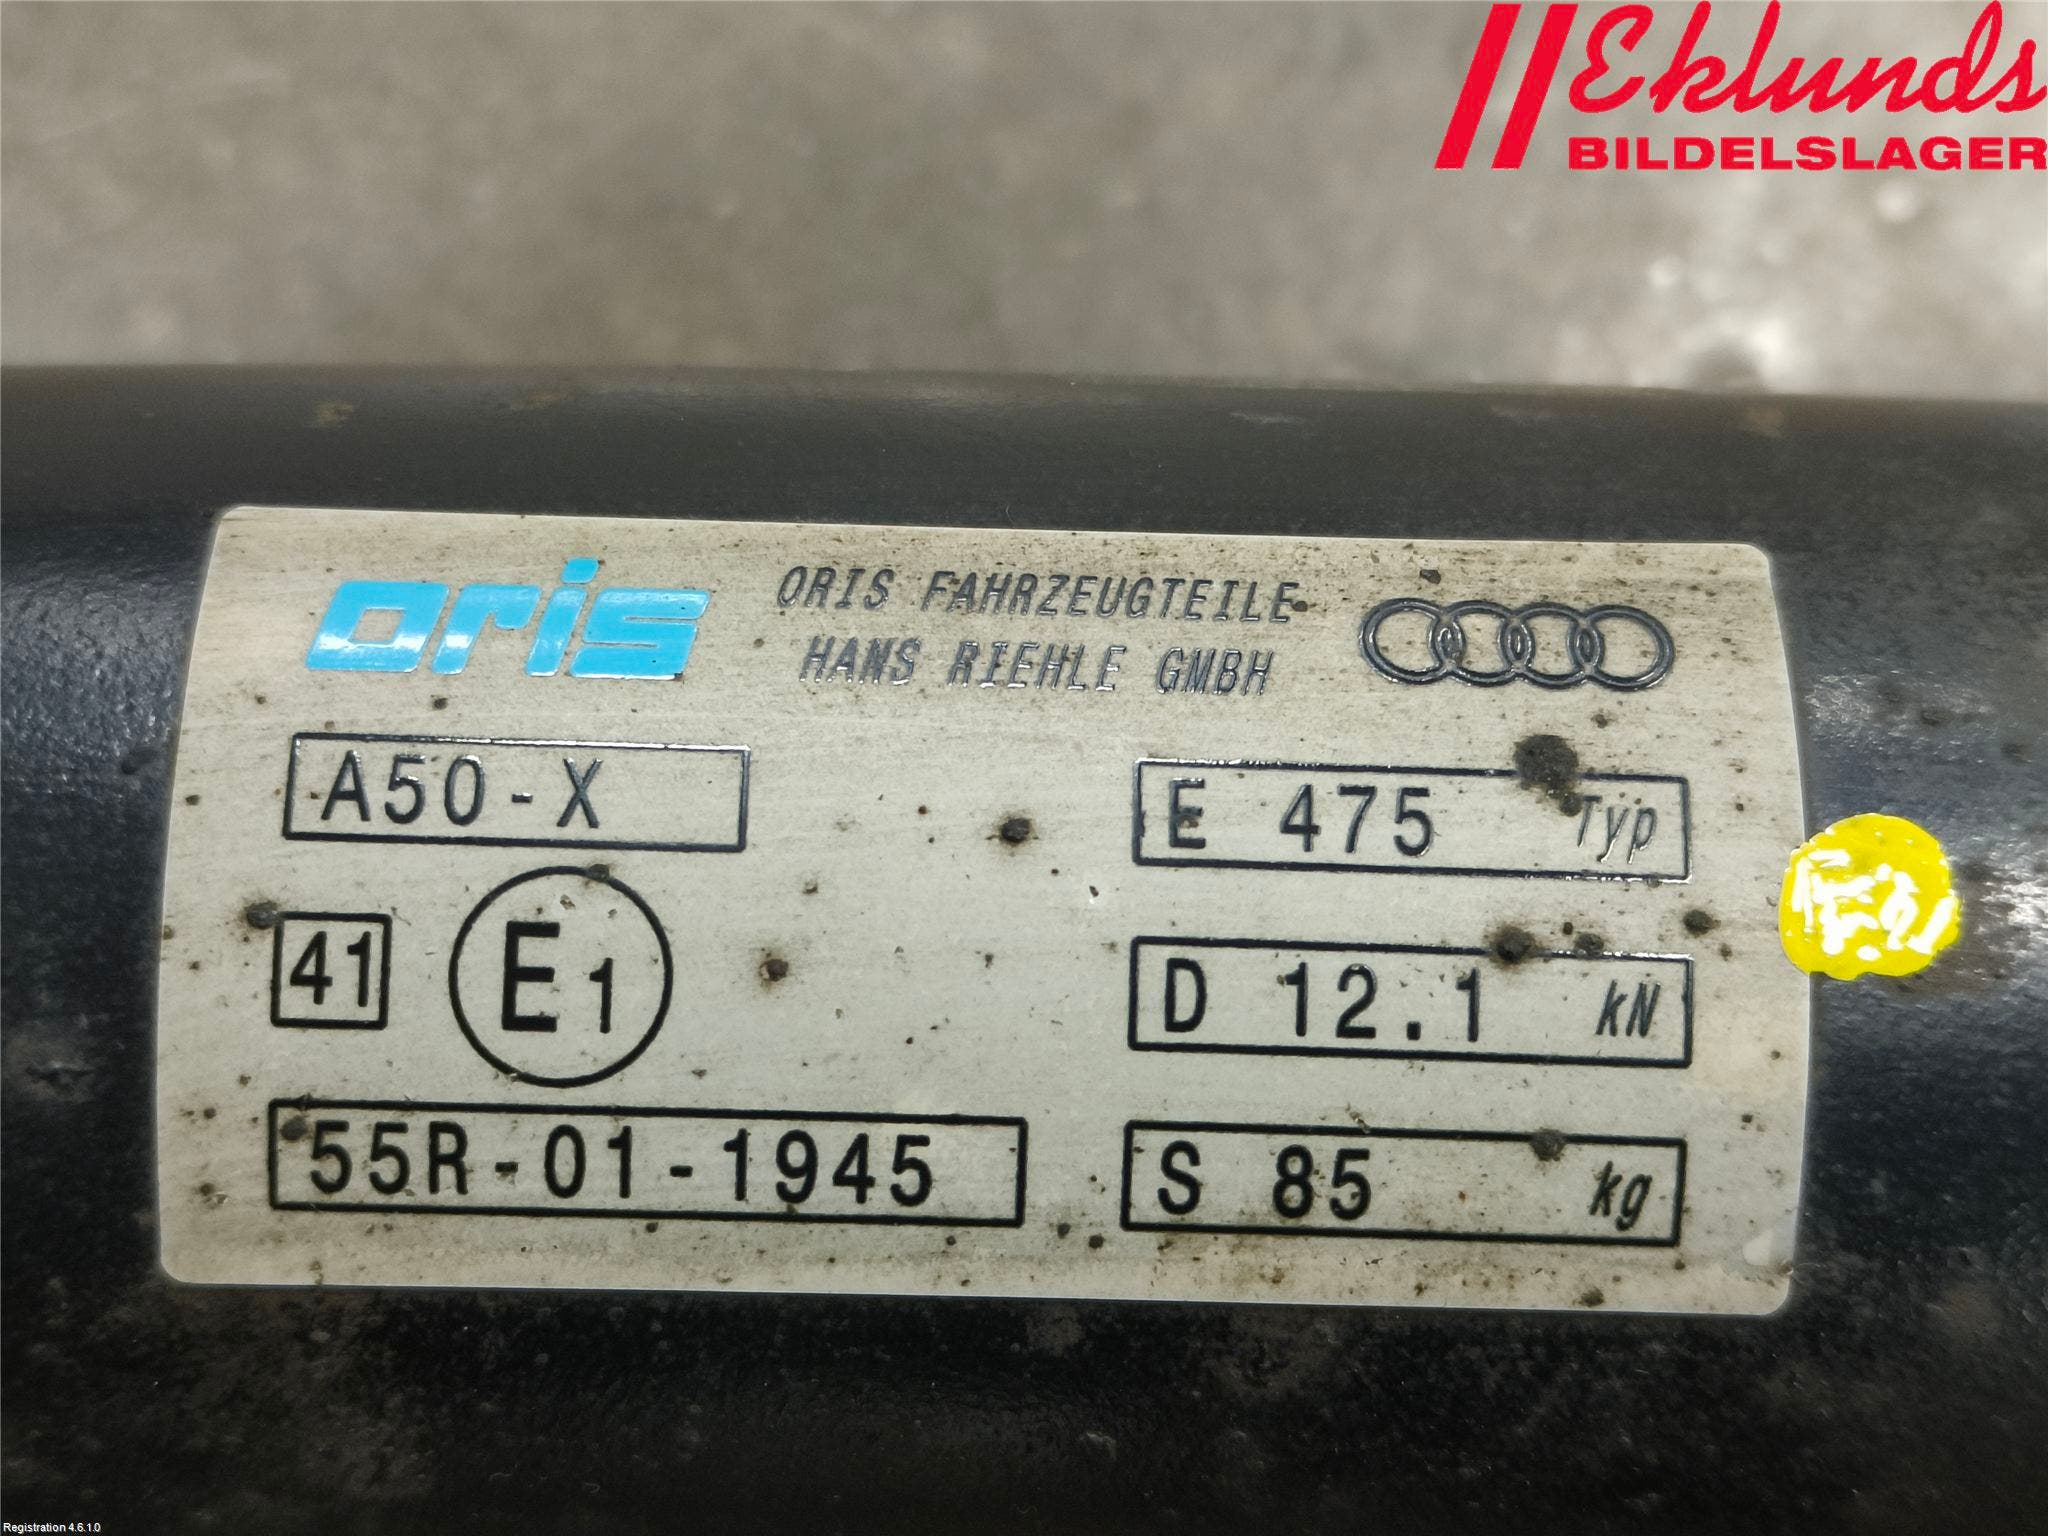 Eklunds
BILDELSLAGER
oris
ORIS FAHRZEUGTEILE
HANS RIEHLE GMBH
A50-X
E 475 Typ
41 E1
D 12.1 kN
55R-01-1945
S 85 kg
Registration 4.6.1.0